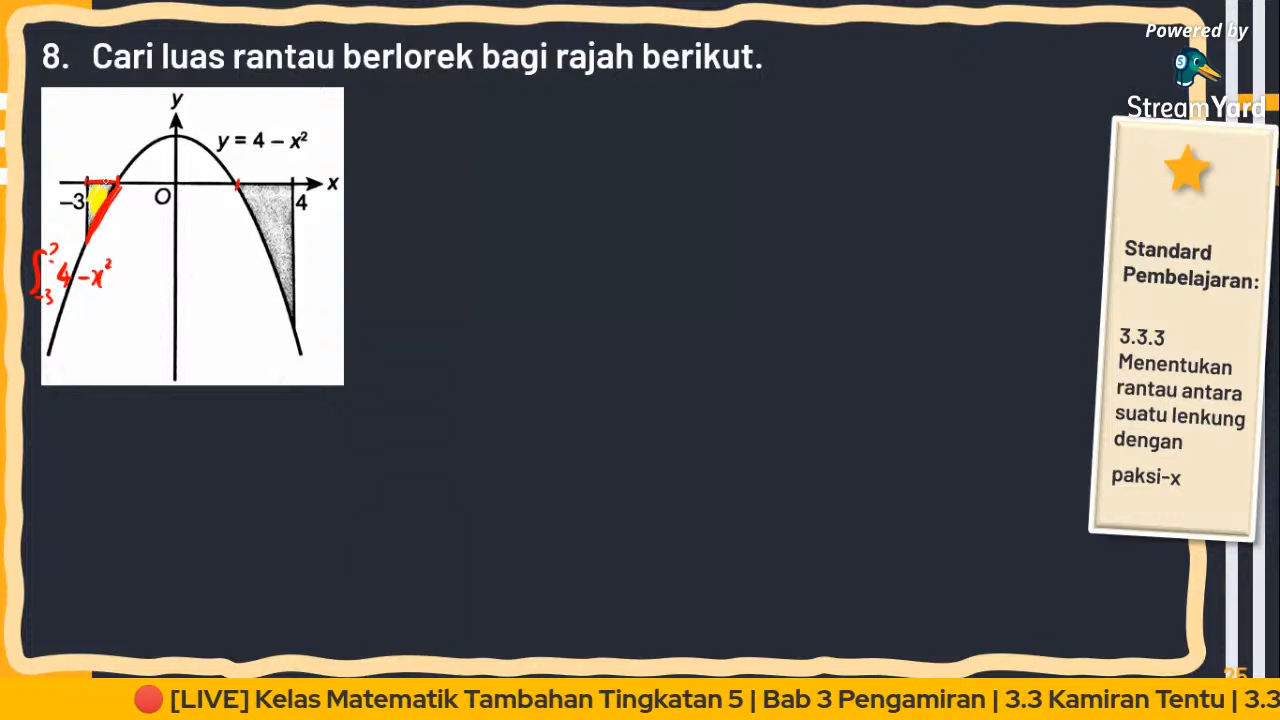 Powered by
StreamYard
8. Cari luas rantau berlorek bagi rajah berikut.
y
y = 4 – x²
–3
O
4
x
∫₋₃^? 4 – x²
Standard
Pembelajaran:
3.3.3
Menentukan
rantau antara
suatu lenkung
dengan
paksi-x
🔴 [LIVE] Kelas Matematik Tambahan Tingkatan 5 | Bab 3 Pengamiran | 3.3 Kamiran Tentu | 3.3